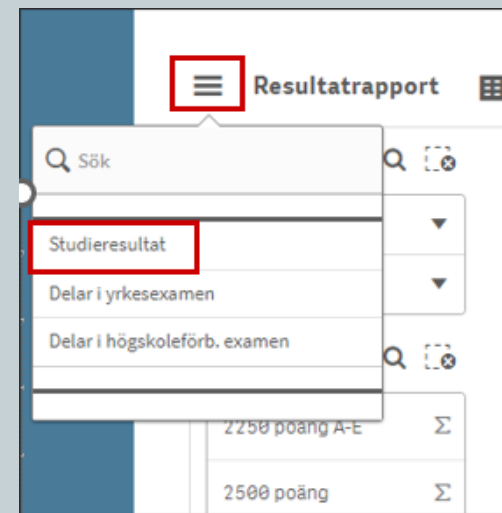 Resultatrapport
Sök
Studieresultat
Delar i yrkesexamen
Delar i högskoleförb. examen
2250 poäng A-E Σ
2500 poäng Σ